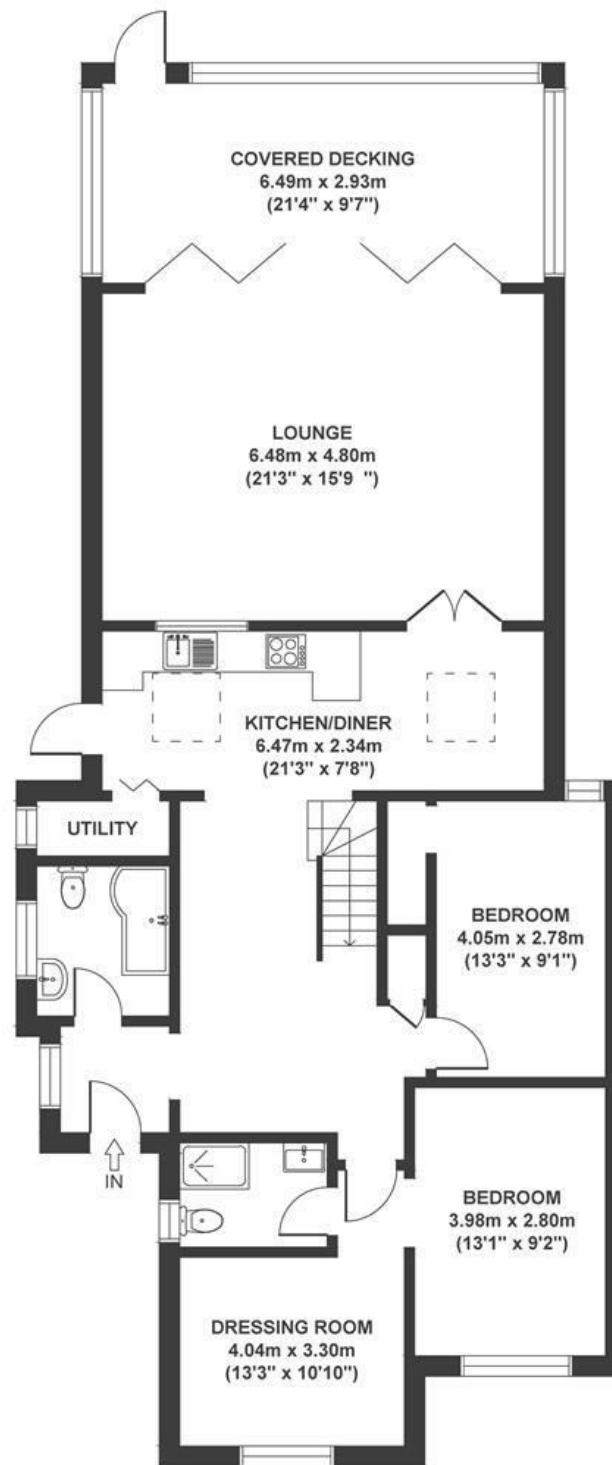 COVERED DECKING
6.49m x 2.93m
(21'4" x 9'7")
LOUNGE
6.48m x 4.80m
(21'3" x 15'9 ")
KITCHEN/DINER
6.47m x 2.34m
(21'3" x 7'8")
UTILITY
BEDROOM
4.05m x 2.78m
(13'3" x 9'1")
IN
BEDROOM
3.98m x 2.80m
(13'1" x 9'2")
DRESSING ROOM
4.04m x 3.30m
(13'3" x 10'10")